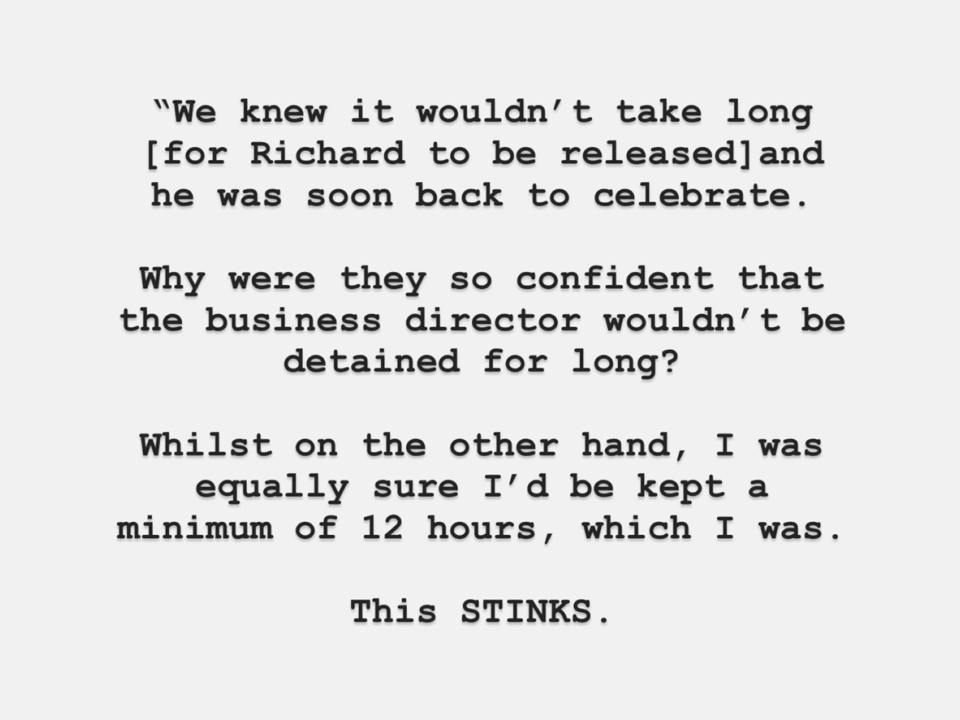 “We knew it wouldn’t take long
[for Richard to be released]and
he was soon back to celebrate.
Why were they so confident that
the business director wouldn’t be
detained for long?
Whilst on the other hand, I was
equally sure I’d be kept a
minimum of 12 hours, which I was.
This STINKS.